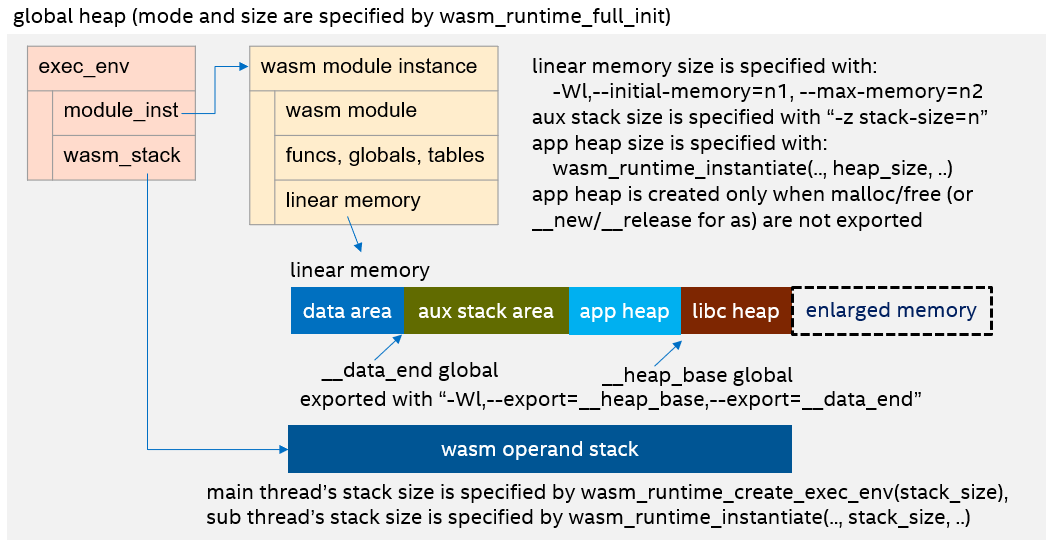 global heap (mode and size are specified by wasm_runtime_full_init)
exec_env
module_inst
wasm_stack
wasm module instance
wasm module
funcs, globals, tables
linear memory
linear memory size is specified with:
-Wl,--initial-memory=n1, --max-memory=n2
aux stack size is specified with “-z stack-size=n”
app heap size is specified with:
wasm_runtime_instantiate(.., heap_size, ..)
app heap is created only when malloc/free (or
__new/__release for as) are not exported
linear memory
data area
aux stack area
app heap
libc heap
enlarged memory
__data_end global
__heap_base global
exported with “-Wl,--export=__heap_base,--export=__data_end”
wasm operand stack
main thread’s stack size is specified by wasm_runtime_create_exec_env(stack_size),
sub thread’s stack size is specified by wasm_runtime_instantiate(.., stack_size, ..)